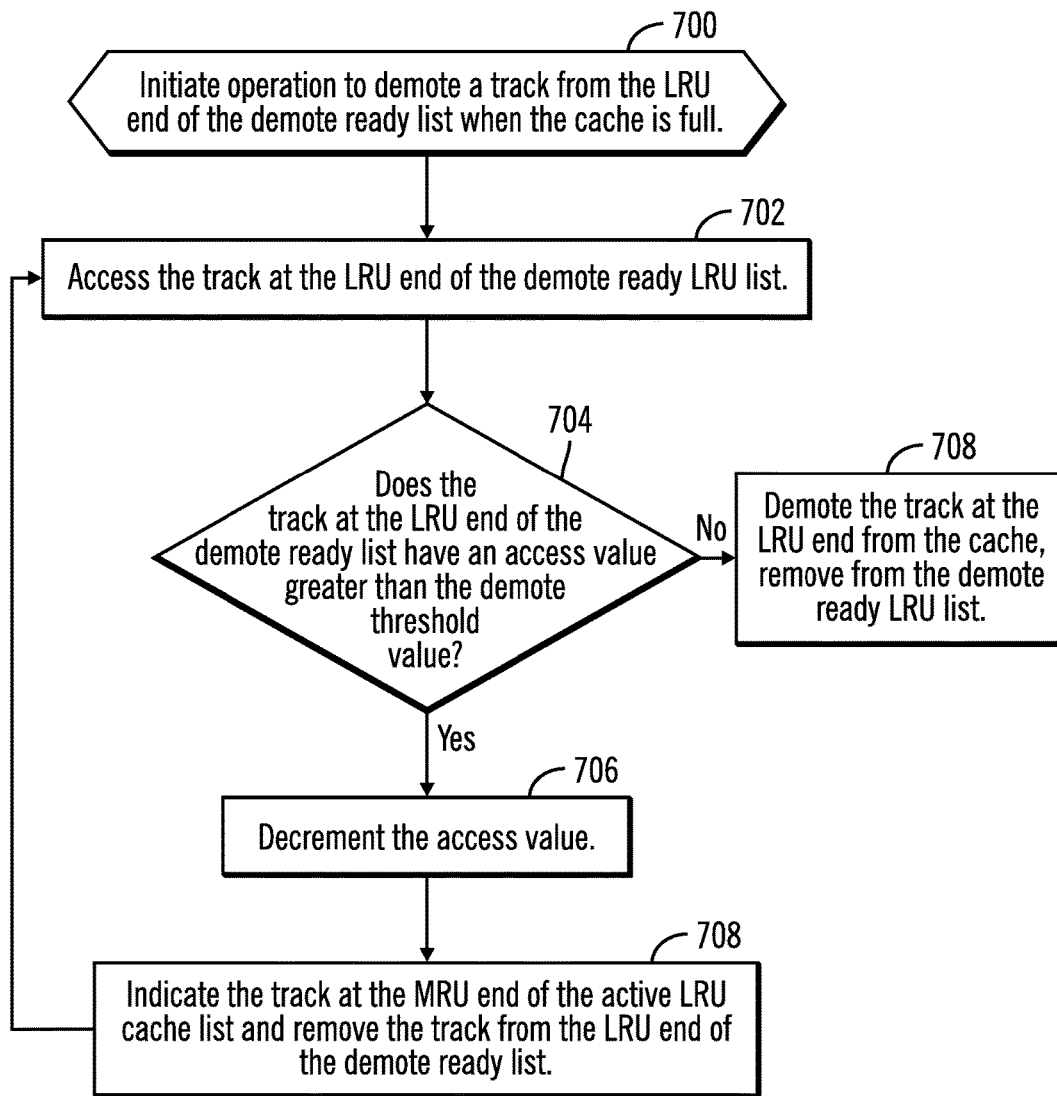 700
Initiate operation to demote a track from the LRU
end of the demote ready list when the cache is full.
702
Access the track at the LRU end of the demote ready LRU list.
704
Does the
track at the LRU end of the
demote ready list have an access value
greater than the demote
threshold
value?
No
708
Demote the track at the
LRU end from the cache,
remove from the demote
ready LRU list.
Yes
706
Decrement the access value.
708
Indicate the track at the MRU end of the active LRU
cache list and remove the track from the LRU end of
the demote ready list.